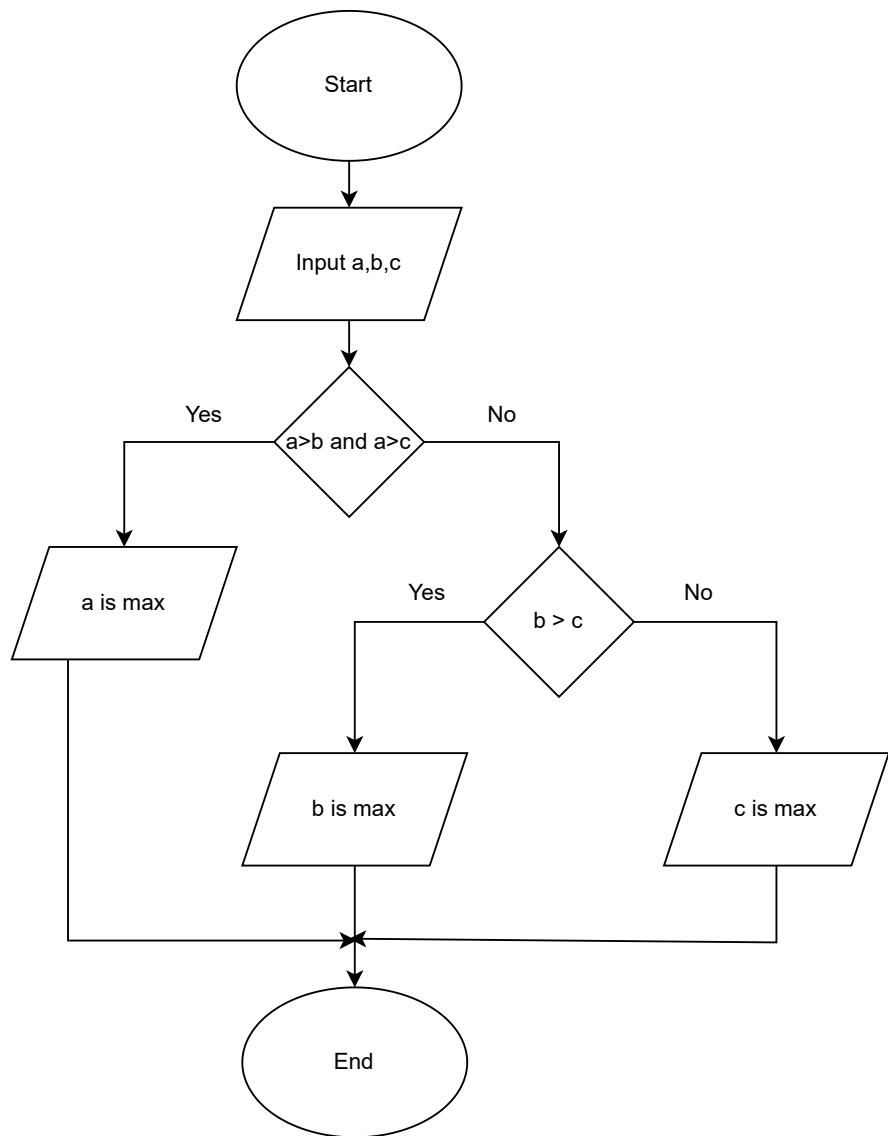 Start
Input a,b,c
Yes
a>b and a>c
No
a is max
Yes
b > c
No
b is max
c is max
End